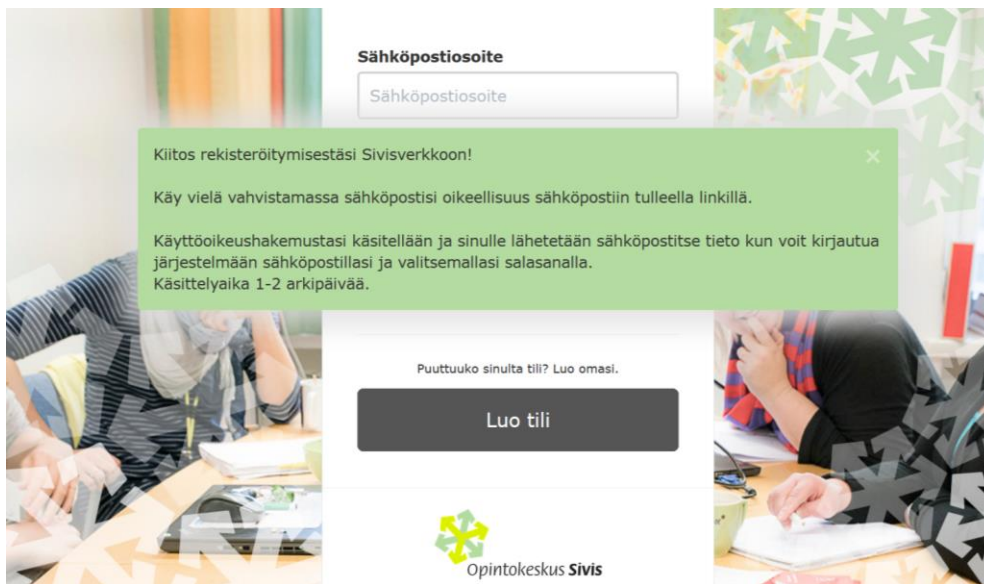 Sähköpostiosoite
Sähköpostiosoite
Kiitos rekisteröitymisestäsi Sivisverkkoon!
Käy vielä vahvistamassa sähköpostisi oikeellisuus sähköpostiin tulleella linkillä.
Käyttöoikeushakemustasi käsitellään ja sinulle lähetetään sähköpostitse tieto kun voit kirjautua
järjestelmään sähköpostillasi ja valitsemallasi salasanalla.
Käsittelyaika 1-2 arkipäivää.
Puuttuuko sinulta tili? Luo omasi.
Luo tili
Opintokeskus Sivis